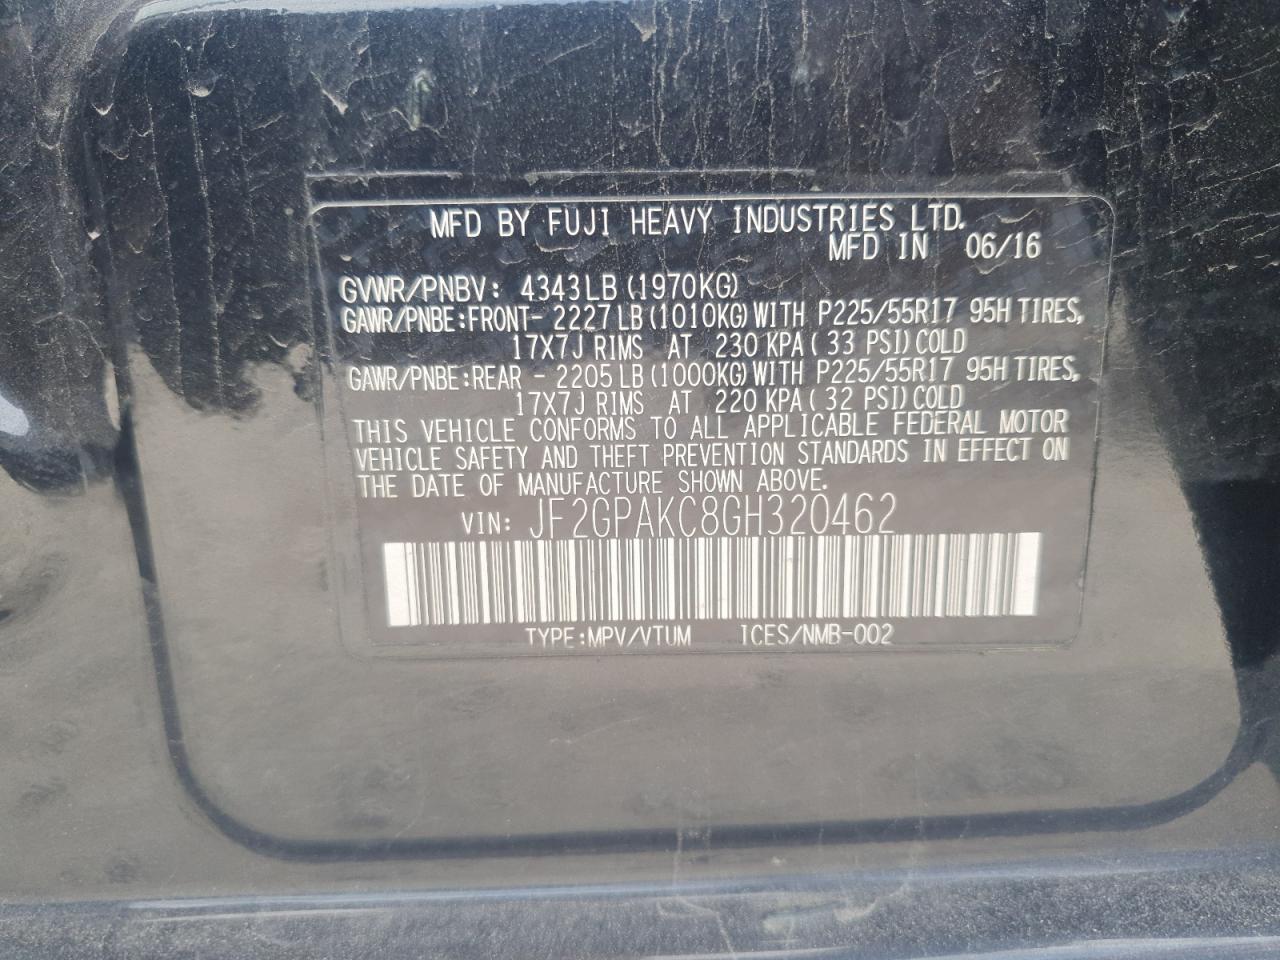 MFD BY FUJI HEAVY INDUSTRIES LTD.
MFD IN 06/16
GVWR/PNBV: 4343LB (1970KG)
GAWR/PNBE:FRONT- 2227LB(1010KG)WITH P225/55R17 95H TIRES,
17X7J RIMS AT 230 KPA( 33 PSI)COLD
GAWR/PNBE:REAR - 2205LB(1000KG)WITH P225/55R17 95H TIRES,
17X7J RIMS AT 220 KPA( 32 PSI)COLD
THIS VEHICLE CONFORMS TO ALL APPLICABLE FEDERAL MOTOR
VEHICLE SAFETY AND THEFT PREVENTION STANDARDS IN EFFECT ON
THE DATE OF MANUFACTURE SHOWN ABOVE.
VIN: JF2GPAKC8GH320462
TYPE:MPV/VTUM ICES/NMB-002